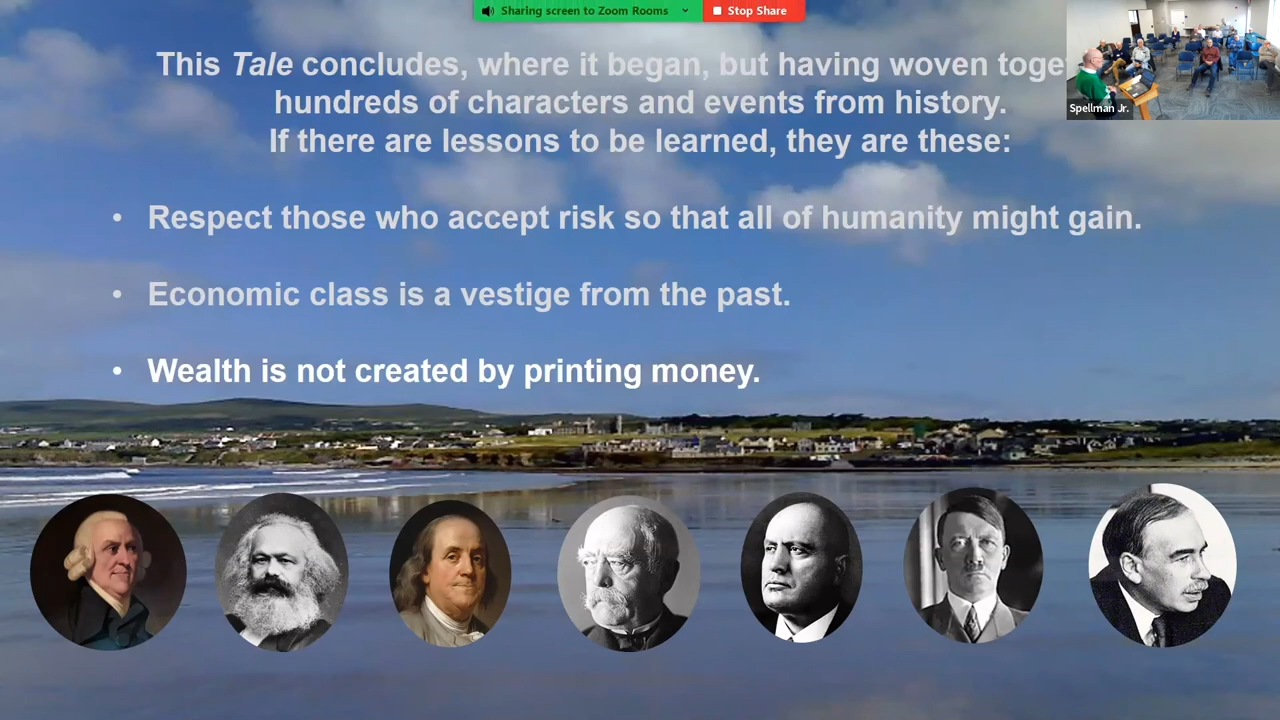 Sharing screen to Zoom Rooms
Stop Share
Spellman Jr.
This Tale concludes, where it began, but having woven
hundreds of characters and events from history.
If there are lessons to be learned, they are these:
• Respect those who accept risk so that all of humanity might gain.
• Economic class is a vestige from the past.
• Wealth is not created by printing money.